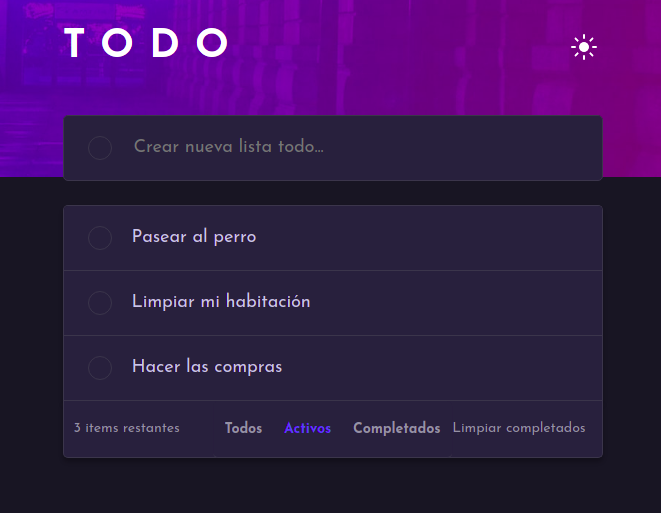 TODO
Crear nueva lista todo...
Pasear al perro
Limpiar mi habitación
Hacer las compras
3 items restantes Todos Activos Completados Limpiar completados